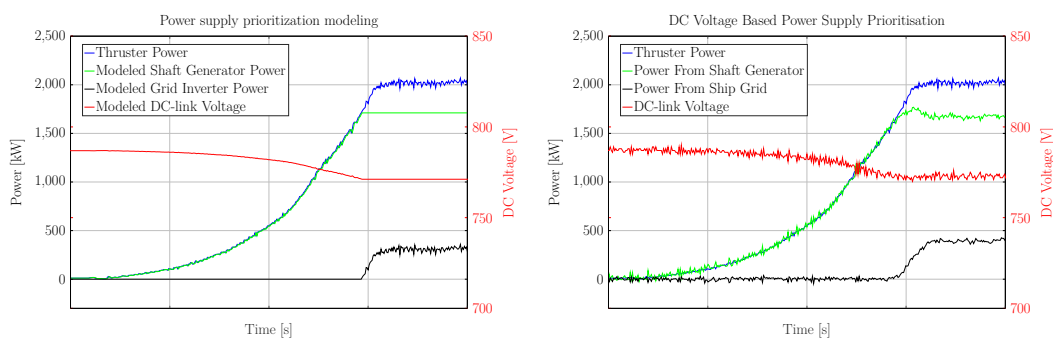 Power supply prioritization modeling
2,500
2,000
1,500
1,000
500
0
Power [kW]
Thruster Power
Modeled Shaft Generator Power
Modeled Grid Inverter Power
Modeled DC-link Voltage
850
800
750
700
DC Voltage [V]
Time [s]
DC Voltage Based Power Supply Prioritisation
2,500
2,000
1,500
1,000
500
0
Power [kW]
Thruster Power
Power From Shaft Generator
Power From Ship Grid
DC-link Voltage
850
800
750
700
DC Voltage [V]
Time [s]